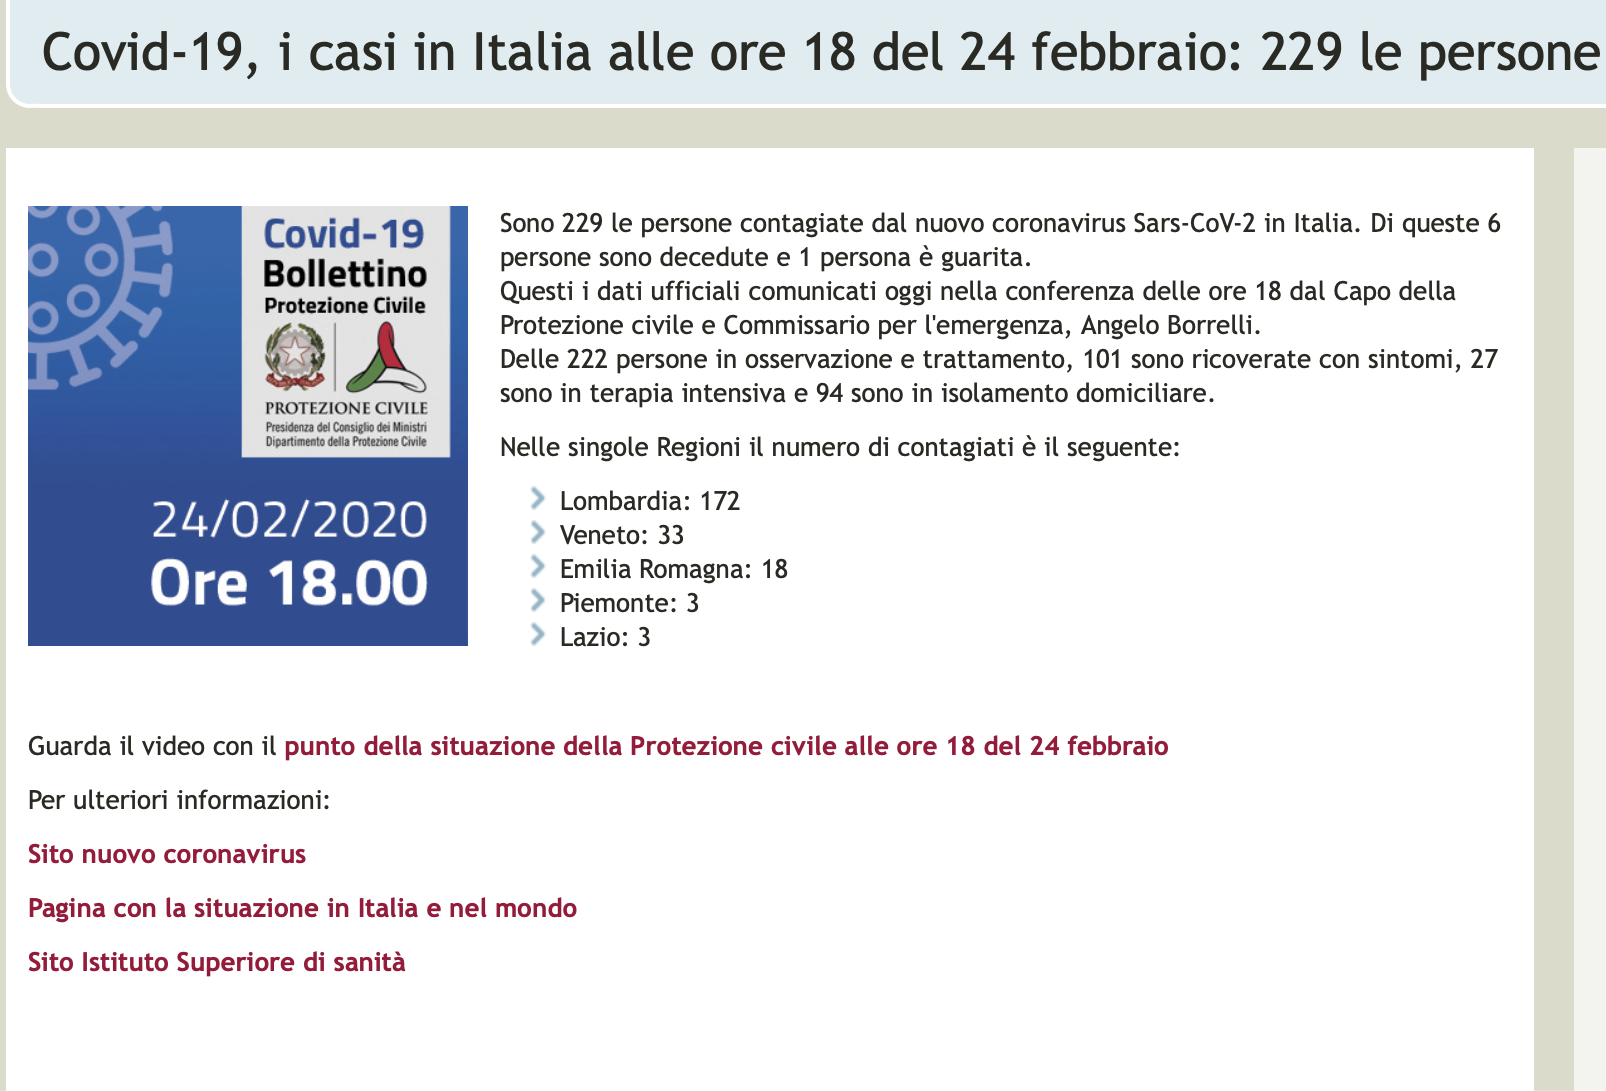 Covid-19, i casi in Italia alle ore 18 del 24 febbraio: 229 le persone
Covid-19
Bollettino
Protezione Civile
PROTEZIONE CIVILE
Presidenza del Consiglio dei Ministri
Dipartimento della Protezione Civile
24/02/2020
Ore 18.00
Sono 229 le persone contagiate dal nuovo coronavirus Sars-CoV-2 in Italia. Di queste 6
persone sono decedute e 1 persona è guarita.
Questi i dati ufficiali comunicati oggi nella conferenza delle ore 18 dal Capo della
Protezione civile e Commissario per l'emergenza, Angelo Borrelli.
Delle 222 persone in osservazione e trattamento, 101 sono ricoverate con sintomi, 27
sono in terapia intensiva e 94 sono in isolamento domiciliare.
Nelle singole Regioni il numero di contagiati è il seguente:
Lombardia: 172
Veneto: 33
Emilia Romagna: 18
Piemonte: 3
Lazio: 3
Guarda il video con il punto della situazione della Protezione civile alle ore 18 del 24 febbraio
Per ulteriori informazioni:
Sito nuovo coronavirus
Pagina con la situazione in Italia e nel mondo
Sito Istituto Superiore di sanità